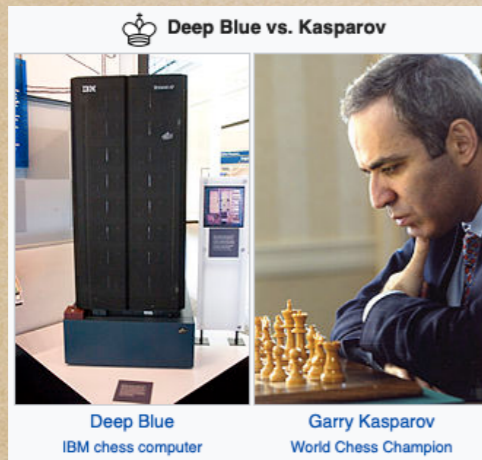 Deep Blue vs. Kasparov
IBM
Deep Blue
IBM chess computer
Garry Kasparov
World Chess Champion